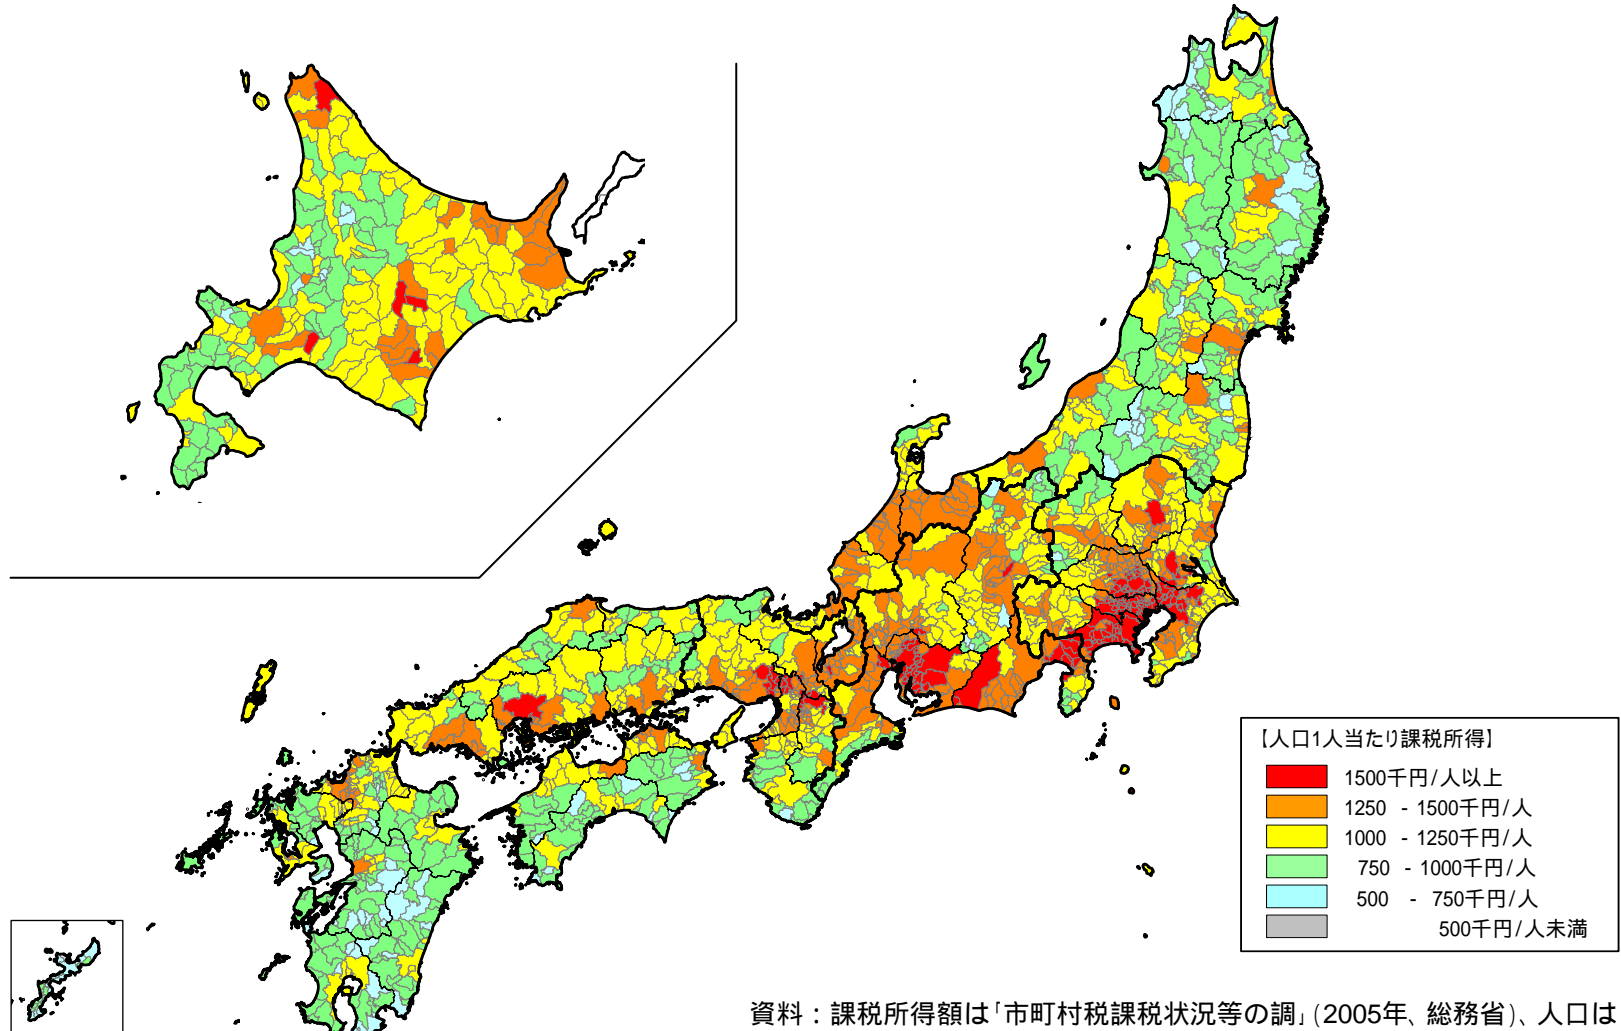 【人口1人当たり課税所得】
1500千円/人以上
1250 - 1500千円/人
1000 - 1250千円/人
750 - 1000千円/人
500 - 750千円/人
500千円/人未満
資料：課税所得額は「市町村税課税状況等の調」(2005年、総務省)、人口は